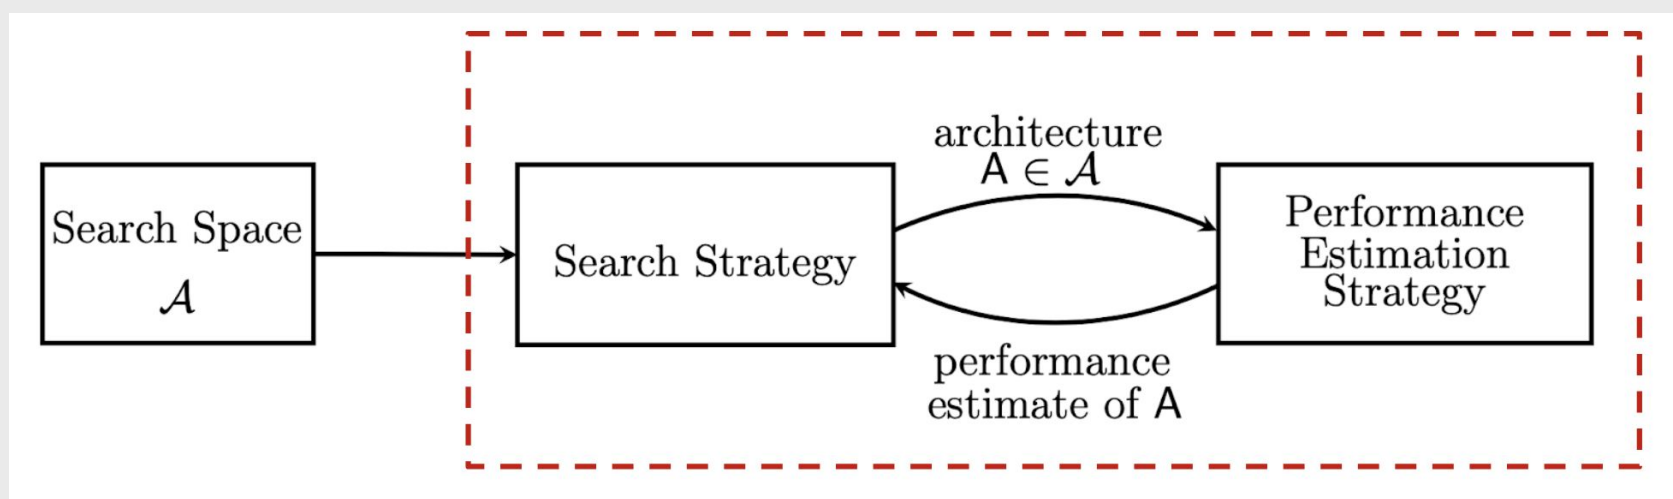 Search Space
𝒜
Search Strategy
architecture
A ∈ 𝒜
performance
estimate of A
Performance
Estimation
Strategy